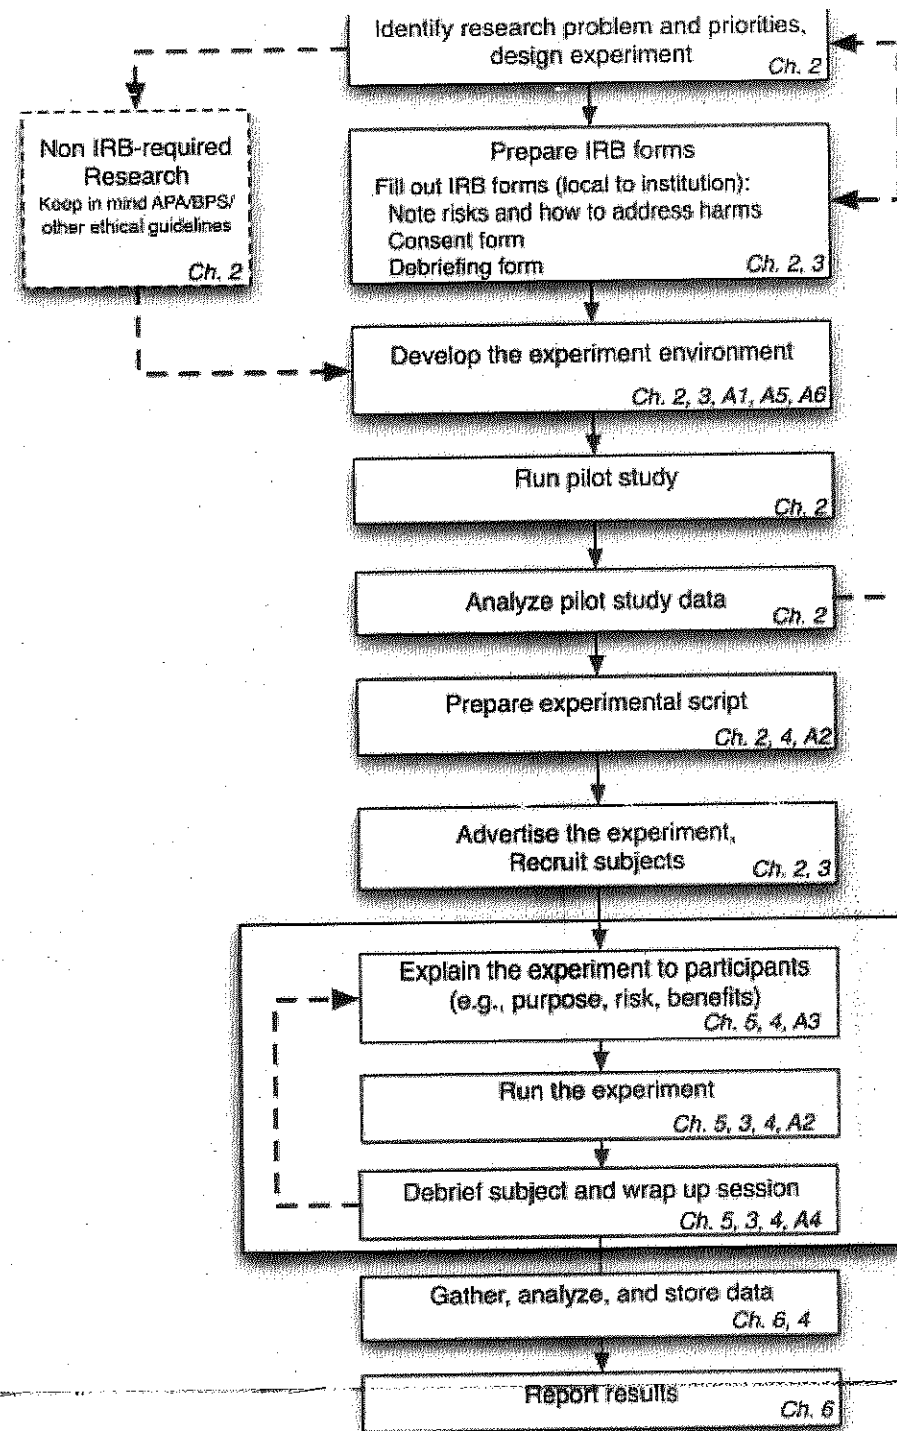 Identify research problem and priorities,
design experiment
Ch. 2
Non IRB-required
Research
Keep in mind APA/BPS/
other ethical guidelines
Ch. 2
Prepare IRB forms
Fill out IRB forms (local to institution):
Note risks and how to address harms
Consent form
Debriefing form
Ch. 2, 3
Develop the experiment environment
Ch. 2, 3, A1, A5, A6
Run pilot study
Ch. 2
Analyze pilot study data
Ch. 2
Prepare experimental script
Ch. 2, 4, A2
Advertise the experiment,
Recruit subjects
Ch. 2, 3
Explain the experiment to participants
(e.g., purpose, risk, benefits)
Ch. 5, 4, A3
Run the experiment
Ch. 5, 3, 4, A2
Debrief subject and wrap up session
Ch. 5, 3, 4, A4
Gather, analyze, and store data
Ch. 6, 4
Report results
Ch. 6